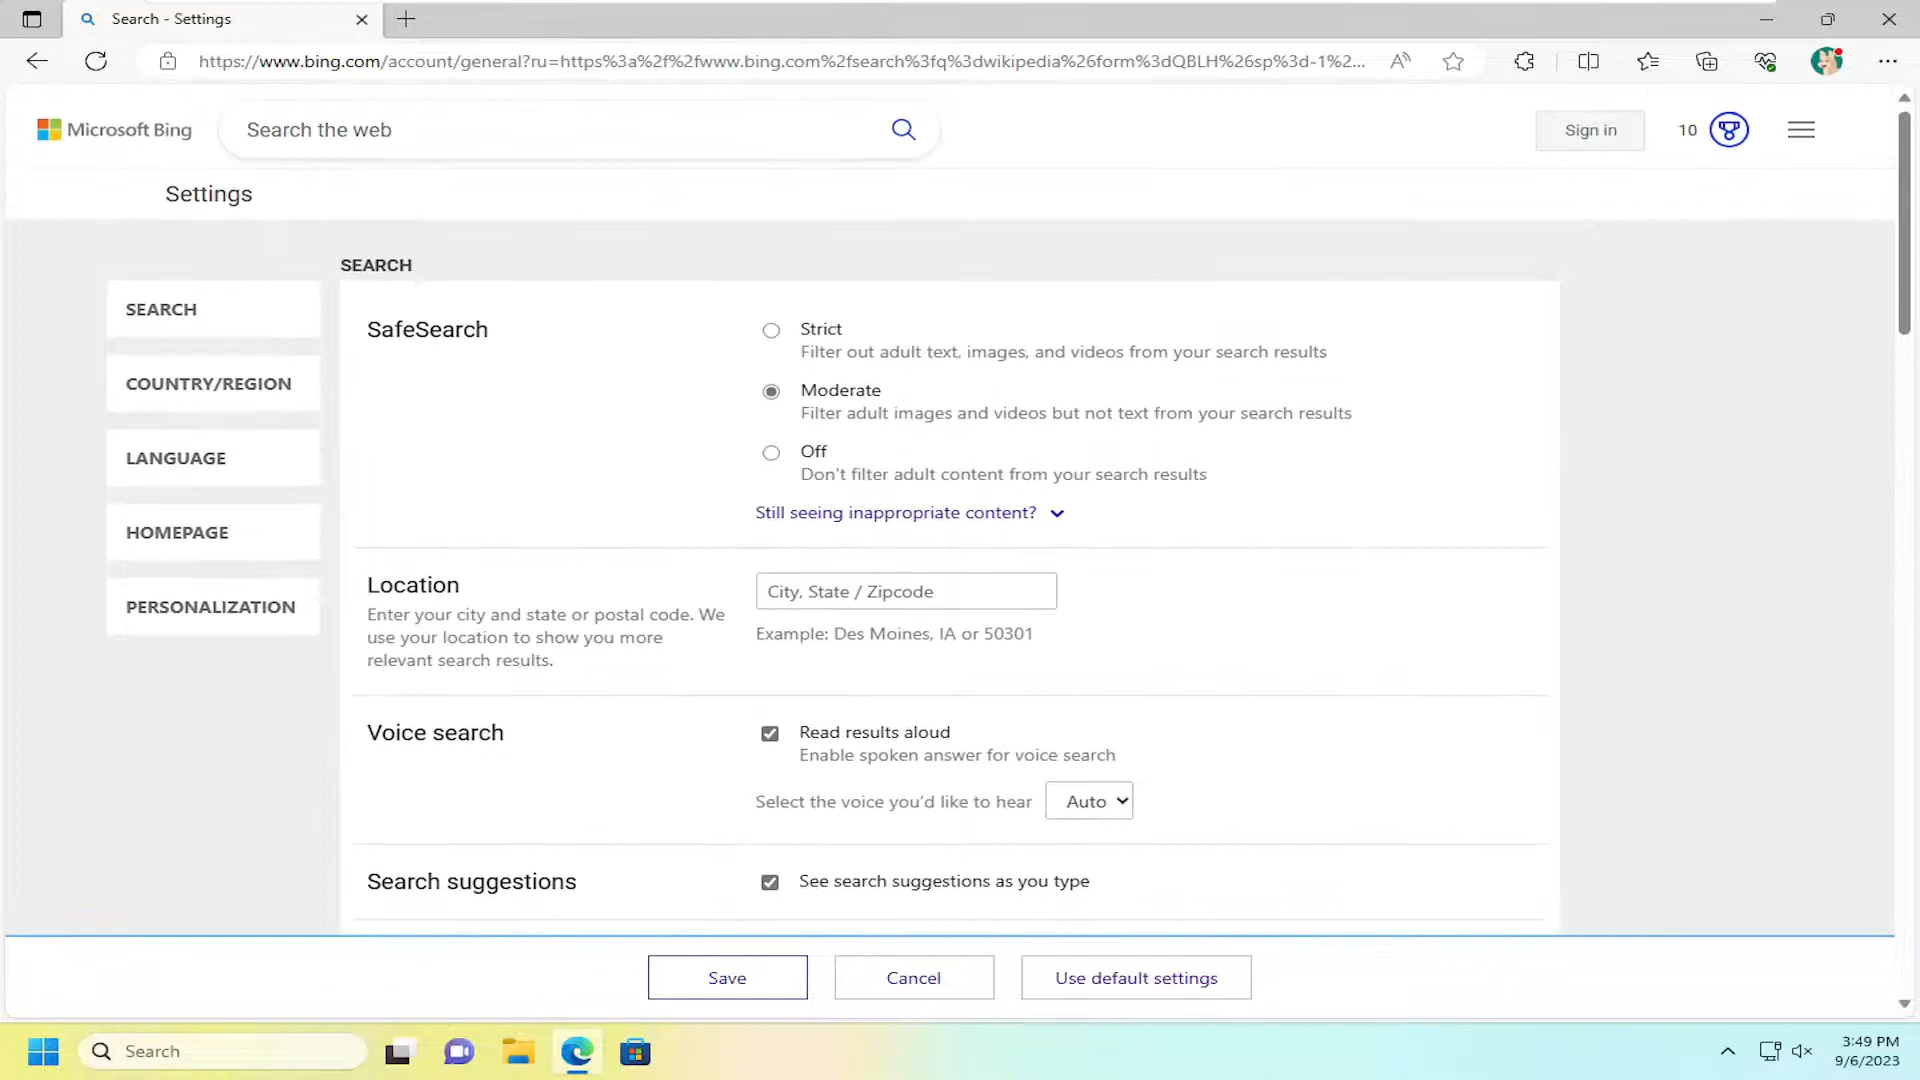 Search - Settings
https://www.bing.com/account/general?ru=https%3a%2f%2fwww.bing.com%2fsearch%3fq%3dwikipedia%26form%3dQBLH%26sp%3d-1%2...
Microsoft Bing
Search the web
Sign in
10
Settings
SEARCH
SEARCH
COUNTRY/REGION
LANGUAGE
HOMEPAGE
PERSONALIZATION
SafeSearch
Strict
Filter out adult text, images, and videos from your search results
Moderate
Filter adult images and videos but not text from your search results
Off
Don't filter adult content from your search results
Still seeing inappropriate content?
Location
Enter your city and state or postal code. We
use your location to show you more
relevant search results.
City, State / Zipcode
Example: Des Moines, IA or 50301
Voice search
Read results aloud
Enable spoken answer for voice search
Select the voice you'd like to hear
Auto
Search suggestions
See search suggestions as you type
Save
Cancel
Use default settings
Search
3:49 PM
9/6/2023